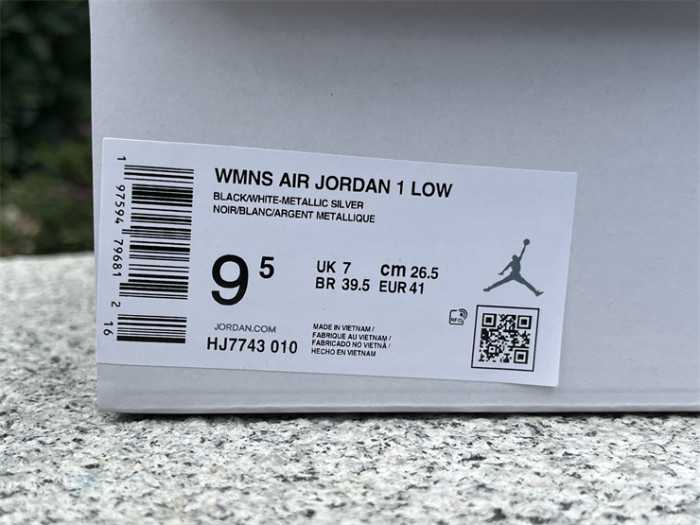 WMNS AIR JORDAN 1 LOW
BLACK/WHITE-METALLIC SILVER
NOIR/BLANC/ARGENT METALLIQUE
9 5
UK 7 cm 26.5
BR 39.5 EUR 41
JORDAN.COM
HJ7743 010
MADE IN VIETNAM /
FABRIQUE AU VIETNAM /
FABRICADO NO VIETNÃ /
HECHO EN VIETNAM
RFID
1 97594 79681 2 16